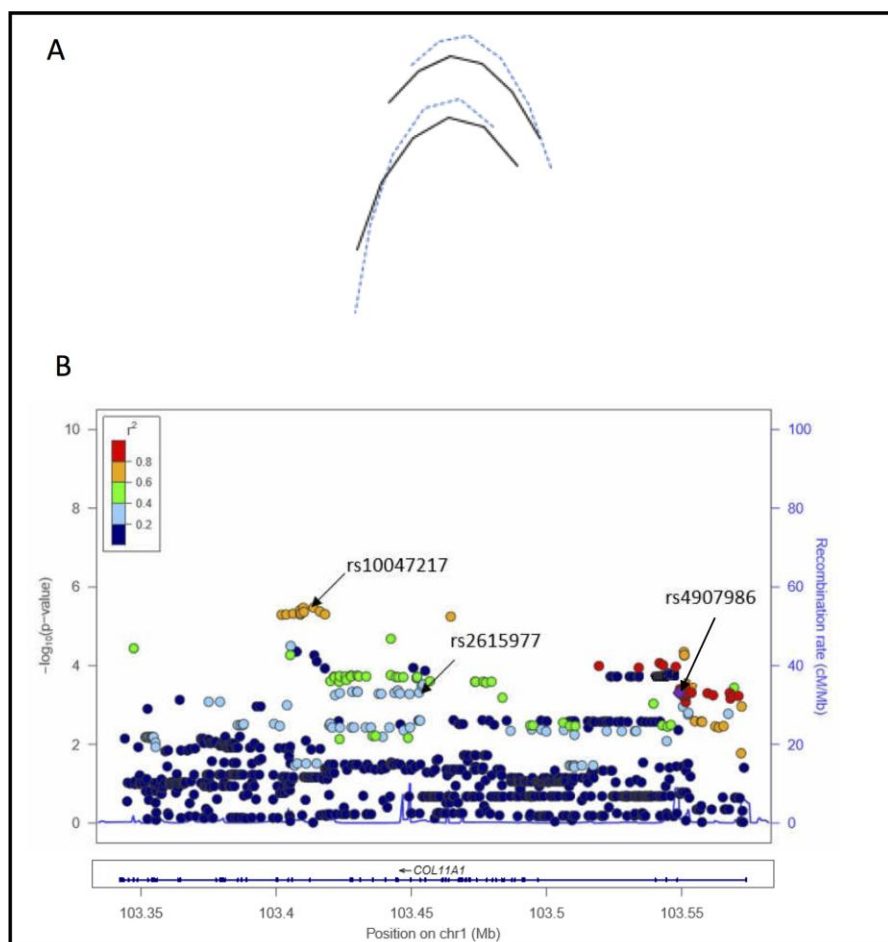 A
B
r2
0.8
0.6
0.4
0.2
10
8
6
4
2
0
−log10(p−value)
100
80
60
40
20
0
Recombination rate (cM/Mb)
rs10047217
rs4907986
rs2615977
←COL11A1
103.35 103.4 103.45 103.5 103.55
Position on chr1 (Mb)